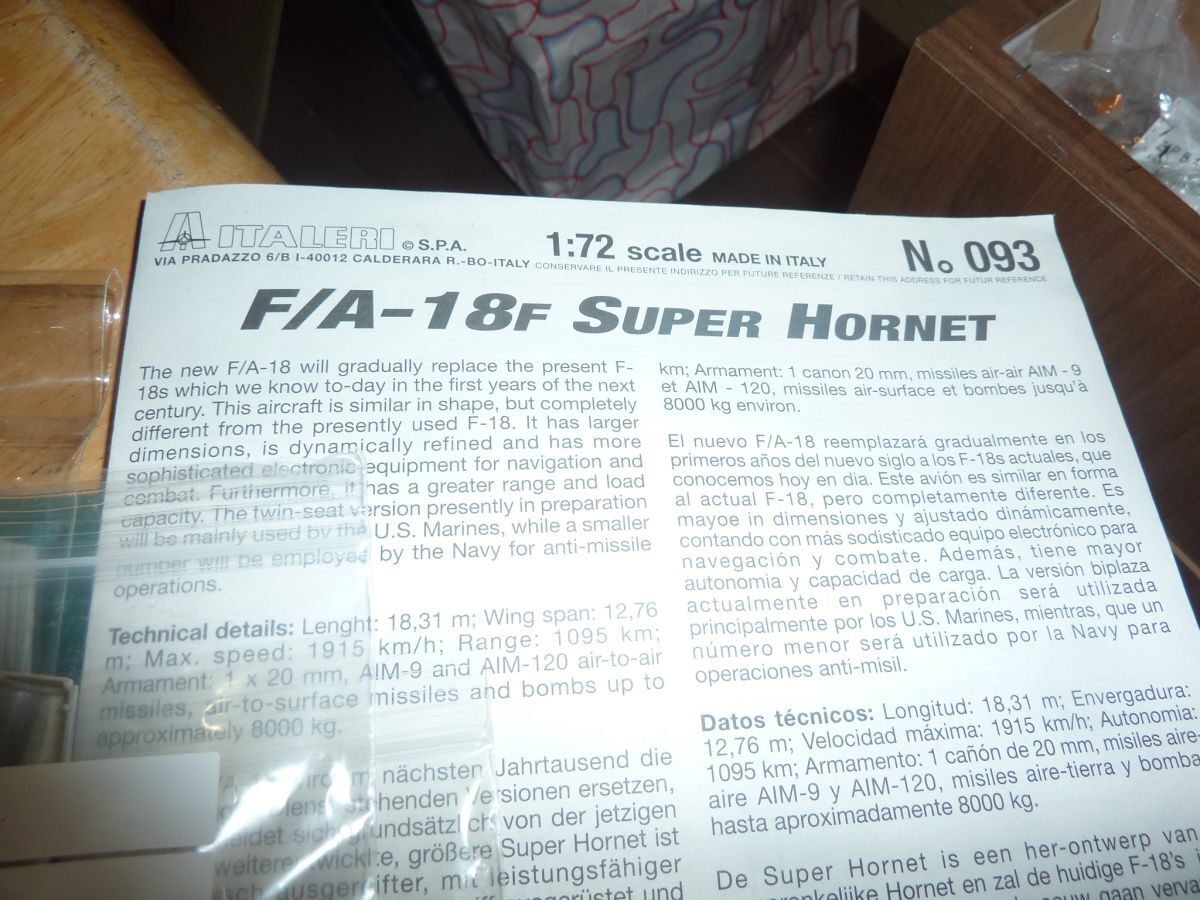 ITALERI © S.P.A.
VIA PRADAZZO 6/B I-40012 CALDERARA R.-BO-ITALY
1:72 scale MADE IN ITALY
No 093
CONSERVARE IL PRESENTE INDIRIZZO PER FUTURE REFERENZE / RETAIN THIS ADDRESS FOR FUTUR REFERENCE
F/A-18F SUPER HORNET
The new F/A-18 will gradually replace the present F-
18s which we know to-day in the first years of the next
century. This aircraft is similar in shape, but completely
different from the presently used F-18. It has larger
dimensions, is dynamically refined and has more
sophisticated electronic equipment for navigation and
combat. Furthermore, it has a greater range and load
capacity. The twin-seat version presently in preparation
will be mainly used by the U.S. Marines, while a smaller
number will be employed by the Navy for anti-missile
operations.
Technical details: Lenght: 18,31 m; Wing span: 12,76
m; Max. speed: 1915 km/h; Range: 1095 km;
Armament: 1 x 20 mm, AIM-9 and AIM-120 air-to-air
missiles, air-to-surface missiles and bombs up to
approximately 8000 kg.
nächsten Jahrtausend die
stehenden Versionen ersetzen,
grundsätzlich von der jetzigen
größere Super Hornet ist
mit leistungsfähiger
ausgerüstet und
km; Armament: 1 canon 20 mm, missiles air-air AIM - 9
et AIM - 120, missiles air-surface et bombes jusqu'à
8000 kg environ.
El nuevo F/A-18 reemplazará gradualmente en los
primeros años del nuevo siglo a los F-18s actuales, que
conocemos hoy en día. Este avión es similar en forma
al actual F-18, pero completamente diferente. Es
mayoe in dimensiones y ajustado dinámicamente,
contando con más sodisticado equipo electrónico para
navegación y combate. Además, tiene mayor
autonomia y capacidad de carga. La versión biplaza
actualmente en preparación será utilizada
principalmente por los U.S. Marines, mientras, que un
número menor será utilizado por la Navy para
operaciones anti-misil.
Datos técnicos: Longitud: 18,31 m; Envergadura:
12,76 m; Velocidad máxima: 1915 km/h; Autonomia:
1095 km; Armamento: 1 cañón de 20 mm, misiles aire-
aire AIM-9 y AIM-120, misiles aire-tierra y bomba
hasta aproximadamente 8000 kg.
De Super Hornet is een her-ontwerp van
Hornet en zal de huidige F-18's
gaan